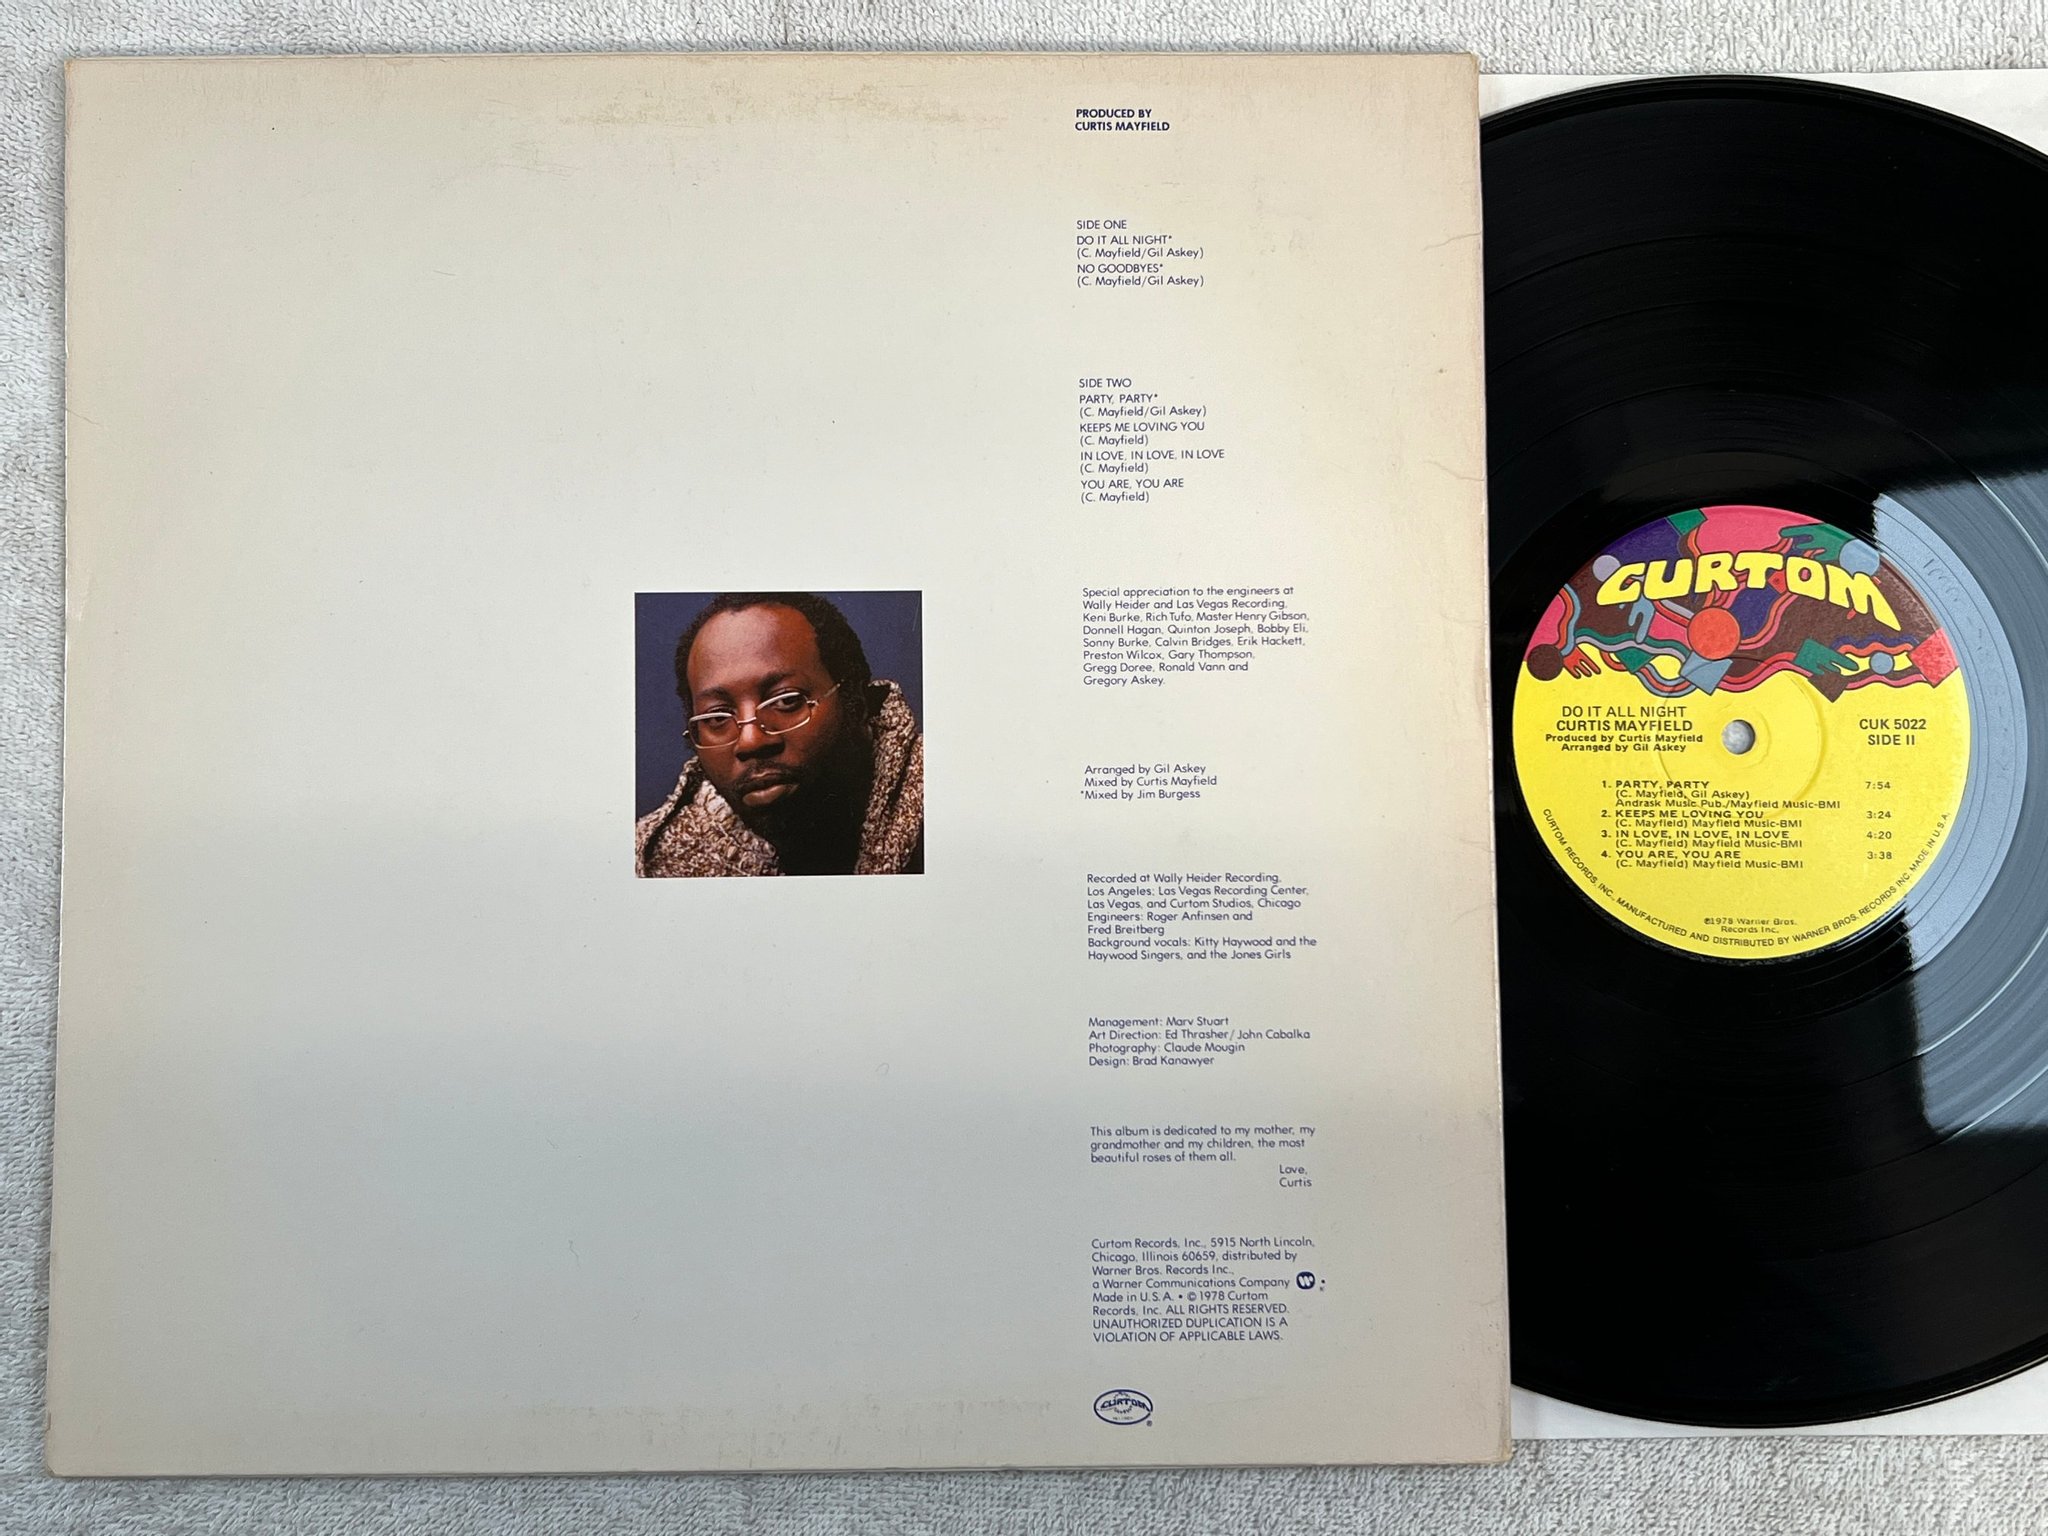 PRODUCED BY
CURTIS MAYFIELD
SIDE ONE
DO IT ALL NIGHT*
(C. Mayfield/Gil Askey)
NO GOODBYES*
(C. Mayfield/Gil Askey)
SIDE TWO
PARTY, PARTY*
(C. Mayfield/Gil Askey)
KEEPS ME LOVING YOU
(C. Mayfield)
IN LOVE, IN LOVE, IN LOVE
(C. Mayfield)
YOU ARE, YOU ARE
(C. Mayfield)
Special appreciation to the engineers at
Wally Heider and Las Vegas Recording,
Keni Burke, Rich Tufo, Master Henry Gibson,
Donnell Hagan, Quinton Joseph, Bobby Eli,
Sonny Burke, Calvin Bridges, Erik Hackett,
Preston Wilcox, Gary Thompson,
Gregg Doree, Ronald Vann and
Gregory Askey.
Arranged by Gil Askey
Mixed by Curtis Mayfield
*Mixed by Jim Burgess
Recorded at Wally Heider Recording,
Los Angeles; Las Vegas Recording Center,
Las Vegas, and Curtom Studios, Chicago
Engineers: Roger Anfinsen and
Fred Breitberg
Background vocals: Kitty Haywood and the
Haywood Singers, and the Jones Girls
Management: Marv Stuart
Art Direction: Ed Thrasher/John Cabalka
Photography: Claude Mougin
Design: Brad Kanawyer
This album is dedicated to my mother, my
grandmother and my children, the most
beautiful roses of them all.
Love,
Curtis
Curtom Records, Inc., 5915 North Lincoln,
Chicago, Illinois 60659, distributed by
Warner Bros. Records Inc.,
a Warner Communications Company
Made in U.S.A. • © 1978 Curtom
Records, Inc. ALL RIGHTS RESERVED.
UNAUTHORIZED DUPLICATION IS A
VIOLATION OF APPLICABLE LAWS.
CURTOM
®
CURTOM
DO IT ALL NIGHT
CURTIS MAYFIELD
Produced by Curtis Mayfield
Arranged by Gil Askey
CUK 5022
SIDE II
1. PARTY, PARTY 7:54
(C. Mayfield, Gil Askey)
Andrask Music Pub./Mayfield Music-BMI
2. KEEPS ME LOVING YOU 3:24
(C. Mayfield) Mayfield Music-BMI
3. IN LOVE, IN LOVE, IN LOVE 4:20
(C. Mayfield) Mayfield Music-BMI
4. YOU ARE, YOU ARE 3:38
(C. Mayfield) Mayfield Music-BMI
℗1978 Warner Bros.
Records Inc.
CURTOM RECORDS, INC., MANUFACTURED AND DISTRIBUTED BY WARNER BROS. RECORDS INC. MADE IN U.S.A.